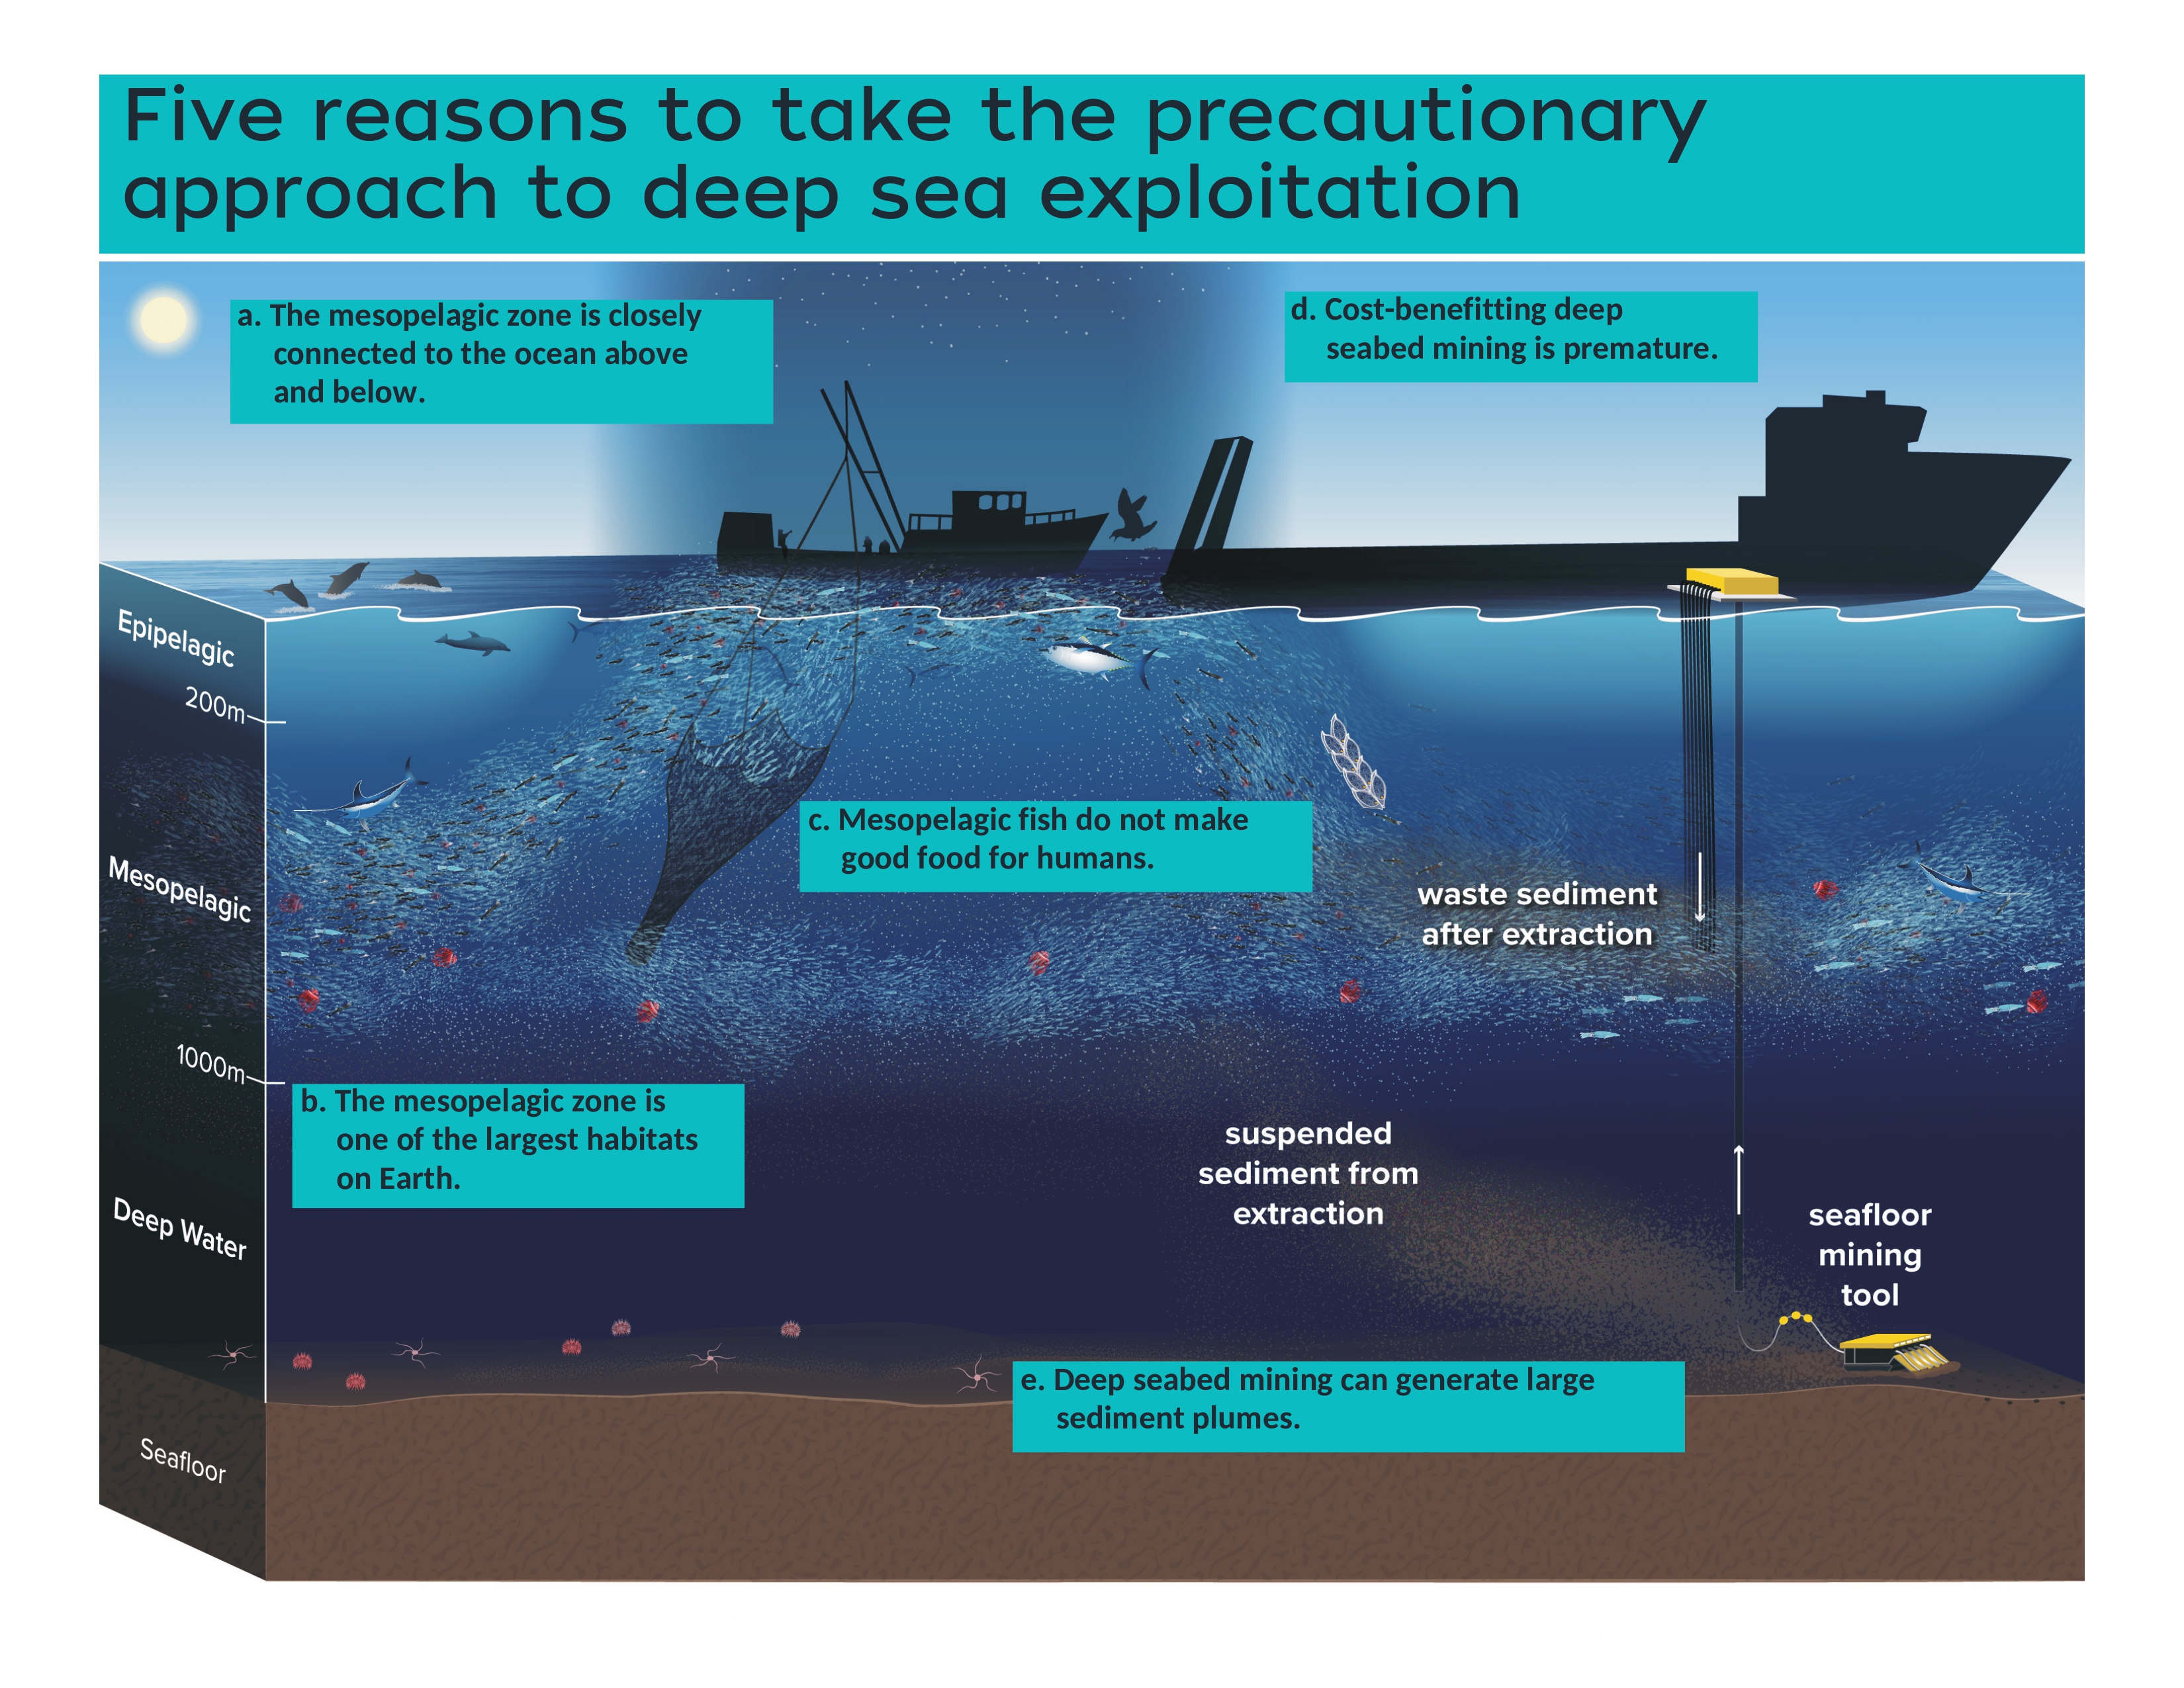 Five reasons to take the precautionary
approach to deep sea exploitation
a. The mesopelagic zone is closely
connected to the ocean above
and below.
d. Cost-benefitting deep
seabed mining is premature.
Epipelagic
200m
Mesopelagic
c. Mesopelagic fish do not make
good food for humans.
waste sediment
after extraction
1000m
b. The mesopelagic zone is
one of the largest habitats
on Earth.
suspended
sediment from
extraction
Deep Water
seafloor
mining
tool
e. Deep seabed mining can generate large
sediment plumes.
Seafloor